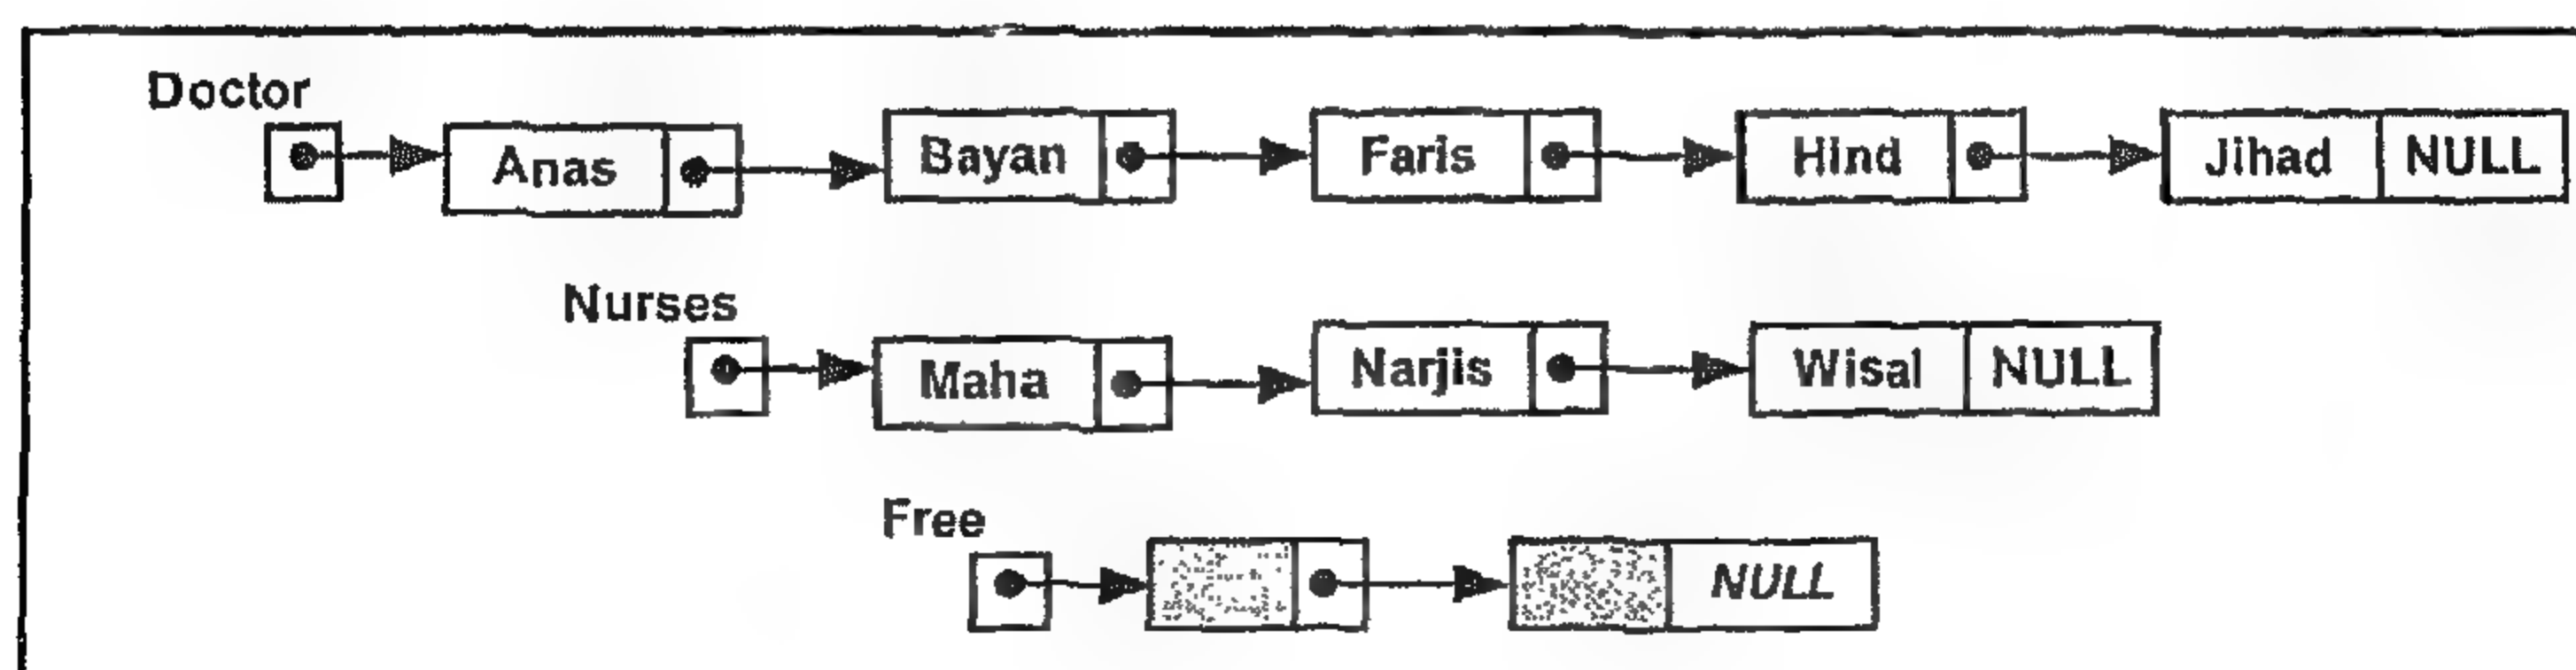 Doctor
Anas Bayan Faris Hind Jihad NULL
Nurses
Maha Narjis Wisal NULL
Free
NULL